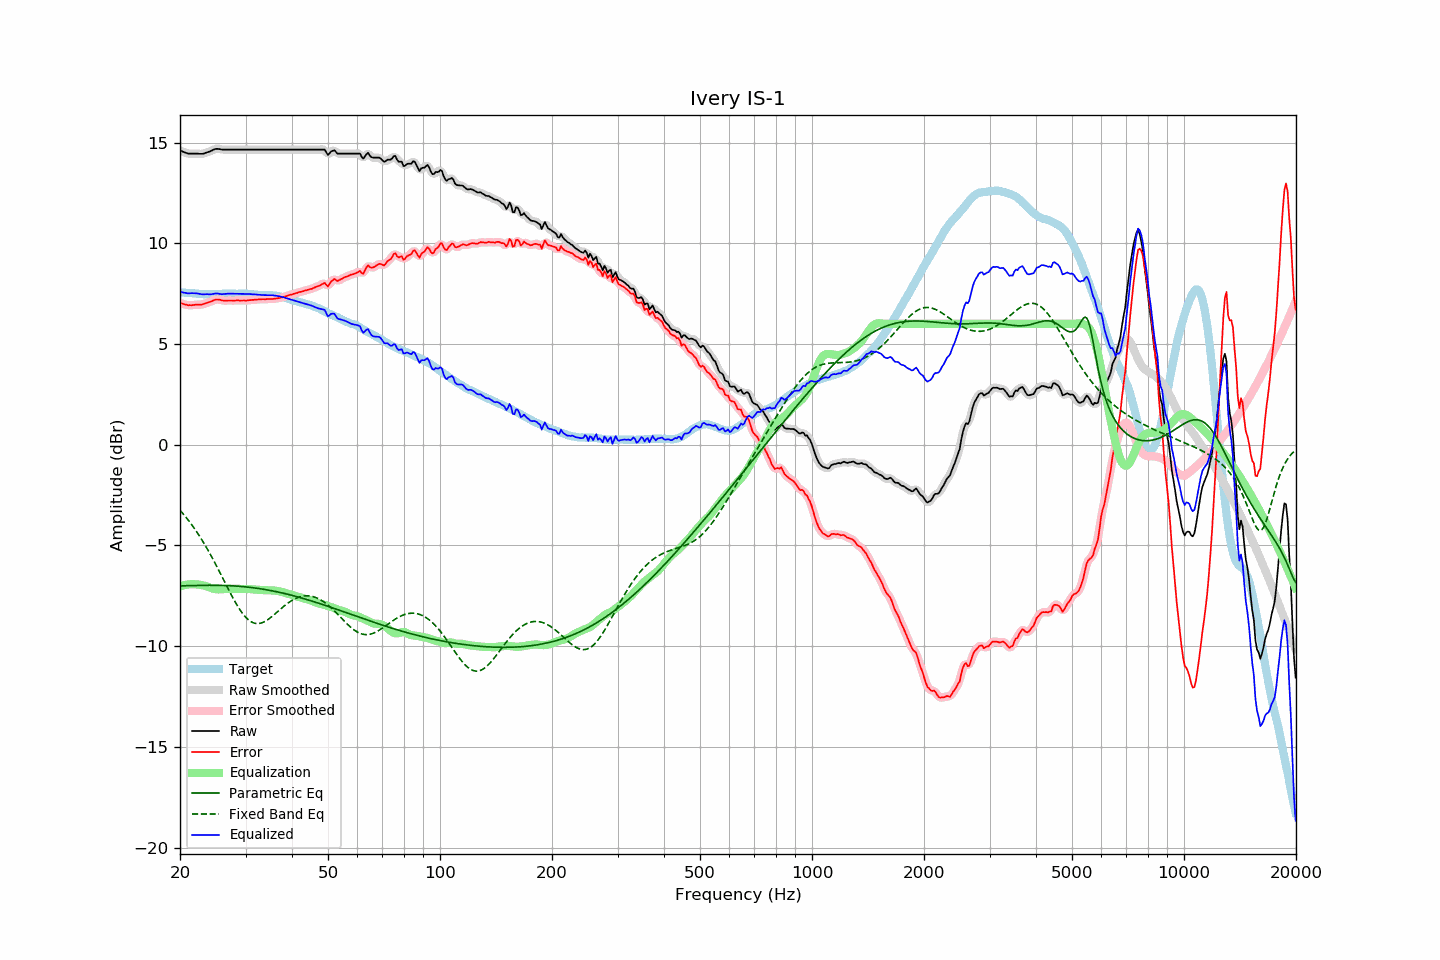 Ivery IS-1
Amplitude (dBr)
15
10
5
0
−5
−10
−15
−20
Target
Raw Smoothed
Error Smoothed
Raw
Error
Equalization
Parametric Eq
Fixed Band Eq
Equalized
20
50
100
200
500
1000
2000
5000
10000
20000
Frequency (Hz)